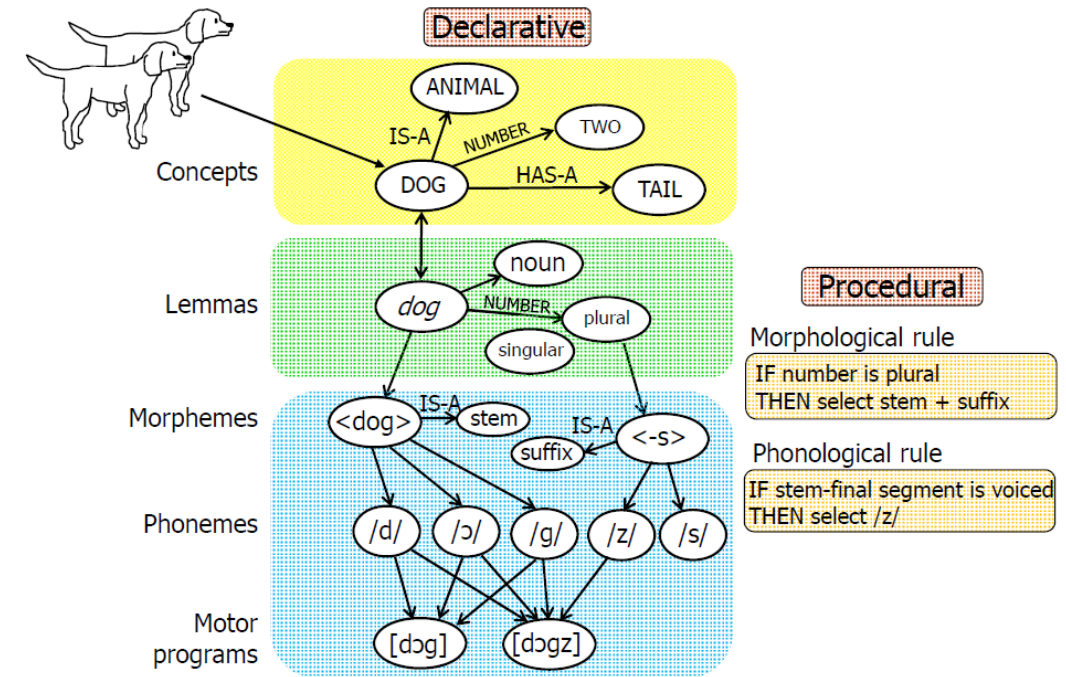 Declarative
ANIMAL
IS-A
NUMBER
TWO
Concepts
DOG
HAS-A
TAIL
noun
Lemmas
dog
NUMBER
plural
singular
Procedural
Morphological rule
IF number is plural
THEN select stem + suffix
Morphemes
<dog>
IS-A
stem
IS-A
suffix
<-s>
Phonological rule
IF stem-final segment is voiced
THEN select /z/
Phonemes
/d/
/ɔ/
/g/
/z/
/s/
Motor
programs
[dɔg]
[dɔgz]